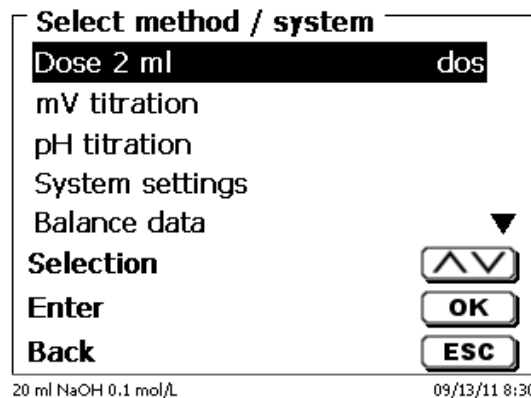 Select method / system
Dose 2 ml dos
mV titration
pH titration
System settings
Balance data
Selection
Enter OK
Back ESC
20 ml NaOH 0.1 mol/L 09/13/11 8:30